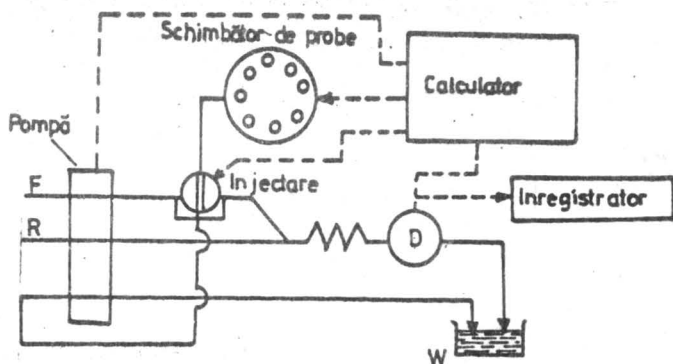 Schimbător de probe
Calculator
Pompă
F
Injectare
Inregistrator
R
D
W